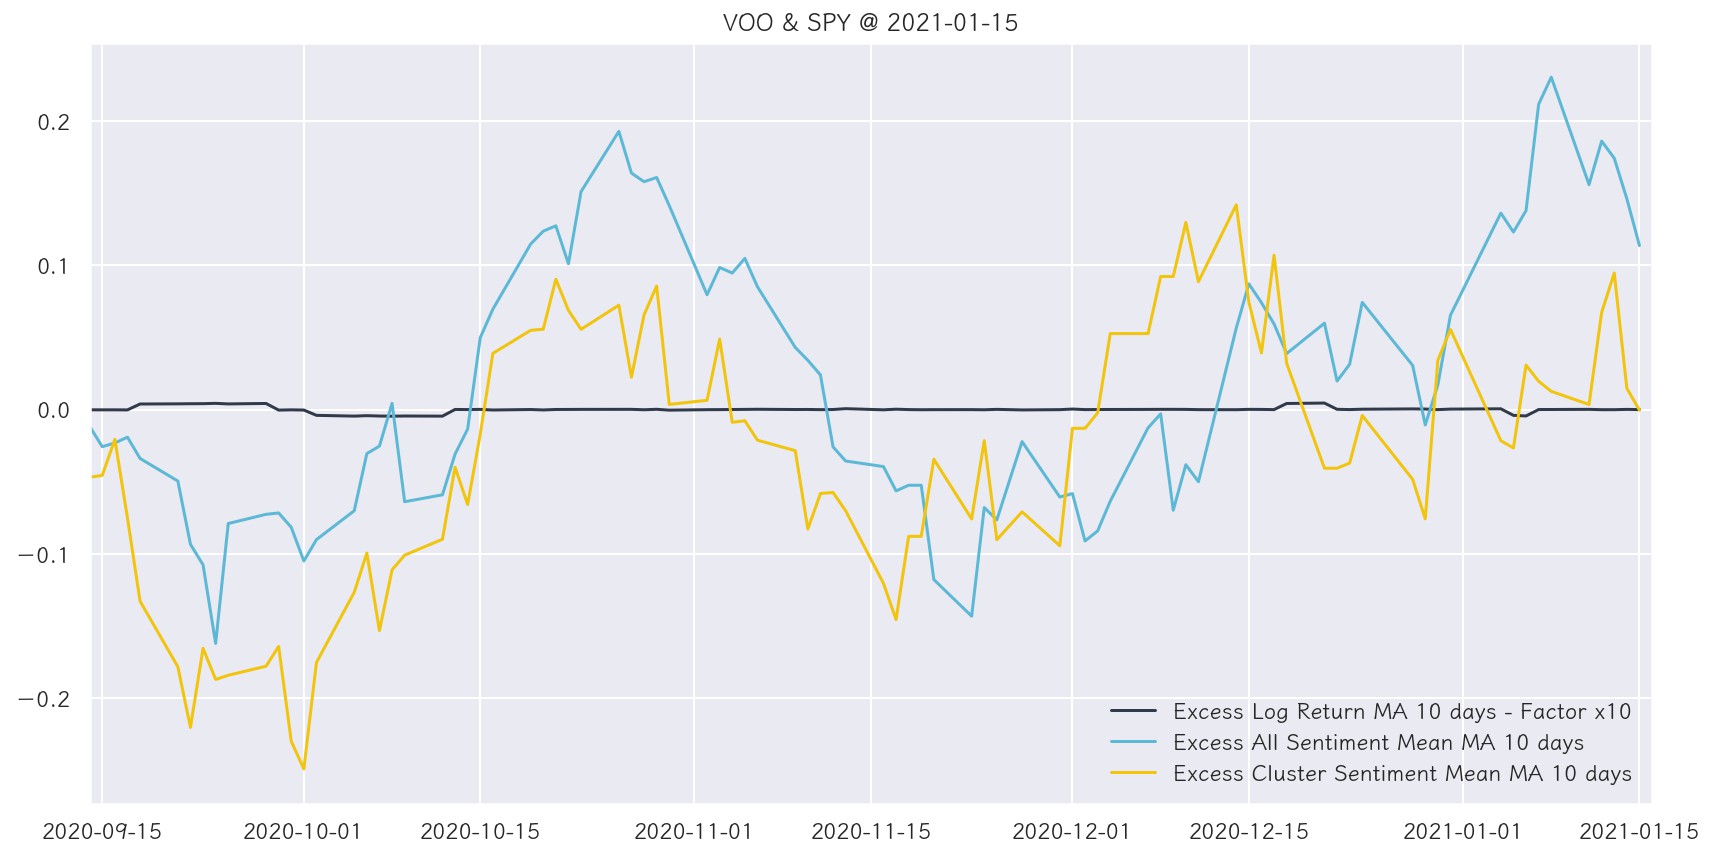 VOO & SPY @ 2021-01-15
0.2
0.1
0.0
−0.1
−0.2
Excess Log Return MA 10 days - Factor x10
Excess All Sentiment Mean MA 10 days
Excess Cluster Sentiment Mean MA 10 days
2020-09-15 2020-10-01 2020-10-15 2020-11-01 2020-11-15 2020-12-01 2020-12-15 2021-01-01 2021-01-15